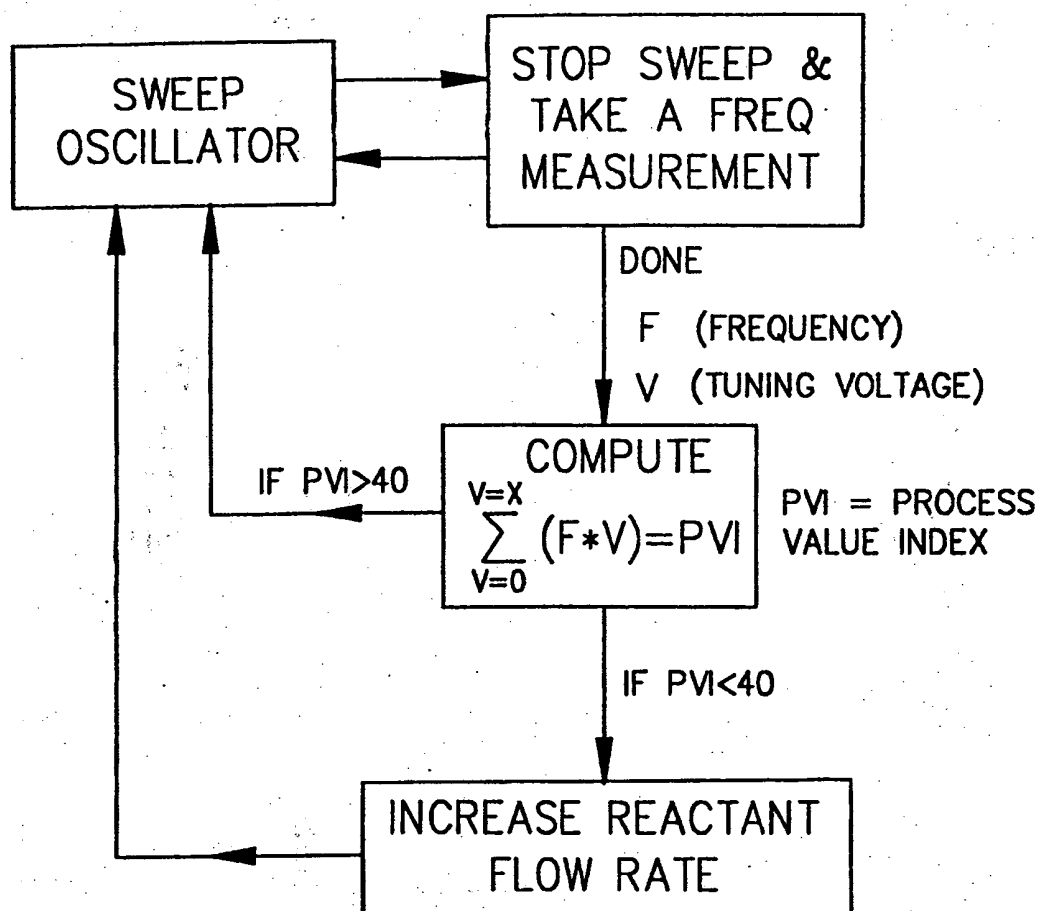 SWEEP
OSCILLATOR
STOP SWEEP &
TAKE A FREQ
MEASUREMENT
DONE
F (FREQUENCY)
V (TUNING VOLTAGE)
IF PVI>40
COMPUTE
V=X
∑ (F*V)=PVI
V=0
PVI = PROCESS
VALUE INDEX
IF PVI<40
INCREASE REACTANT
FLOW RATE